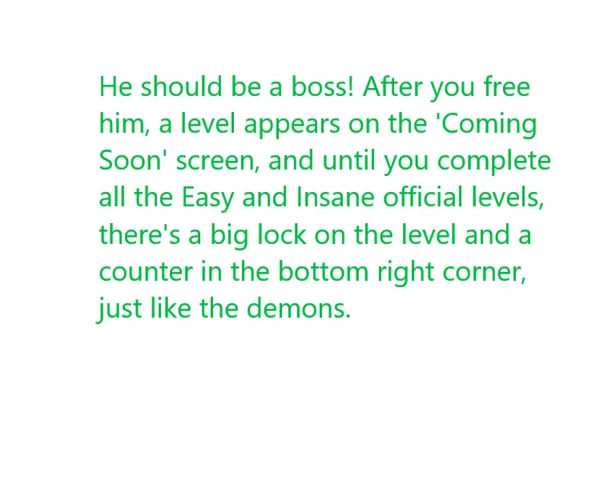 He should be a boss! After you free
him, a level appears on the 'Coming
Soon' screen, and until you complete
all the Easy and Insane official levels,
there's a big lock on the level and a
counter in the bottom right corner,
just like the demons.